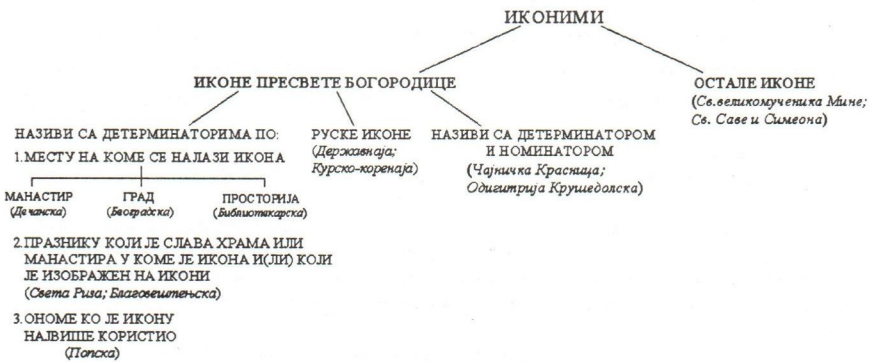 ИКОНИМИ
ИКОНЕ ПРЕСВЕТЕ БОГОРОДИЦЕ
ОСТАЛЕ ИКОНЕ
(Св.великомученика Мине;
Св. Саве и Симеона)
НАЗИВИ СА ДЕТЕРМИНАТОРИМА ПО:
1.МЕСТУ НА КОМЕ СЕ НАЛАЗИ ИКОНА
РУСКЕ ИКОНЕ
(Державнаја;
Курско-коренаја)
НАЗИВИ СА ДЕТЕРМИНАТОРОМ
И НОМИНАТОРОМ
(Чајничка Красница;
Одигитрија Крушедолска)
МАНАСТИР
(Дечанска)
ГРАД
(Београдска)
ПРОСТОРИЈА
(Библиотекарска)
2.ПРАЗНИКУ КОЈИ ЈЕ СЛАВА ХРАМА ИЛИ
МАНАСТИРА У КОМЕ ЈЕ ИКОНА И(ЛИ) КОЈИ
ЈЕ ИЗОБРАЖЕН НА ИКОНИ
(Света Риза; Благовештењска)
3.ОНОМЕ КО ЈЕ ИКОНУ
НАЈВИШЕ КОРИСТИО
(Попска)